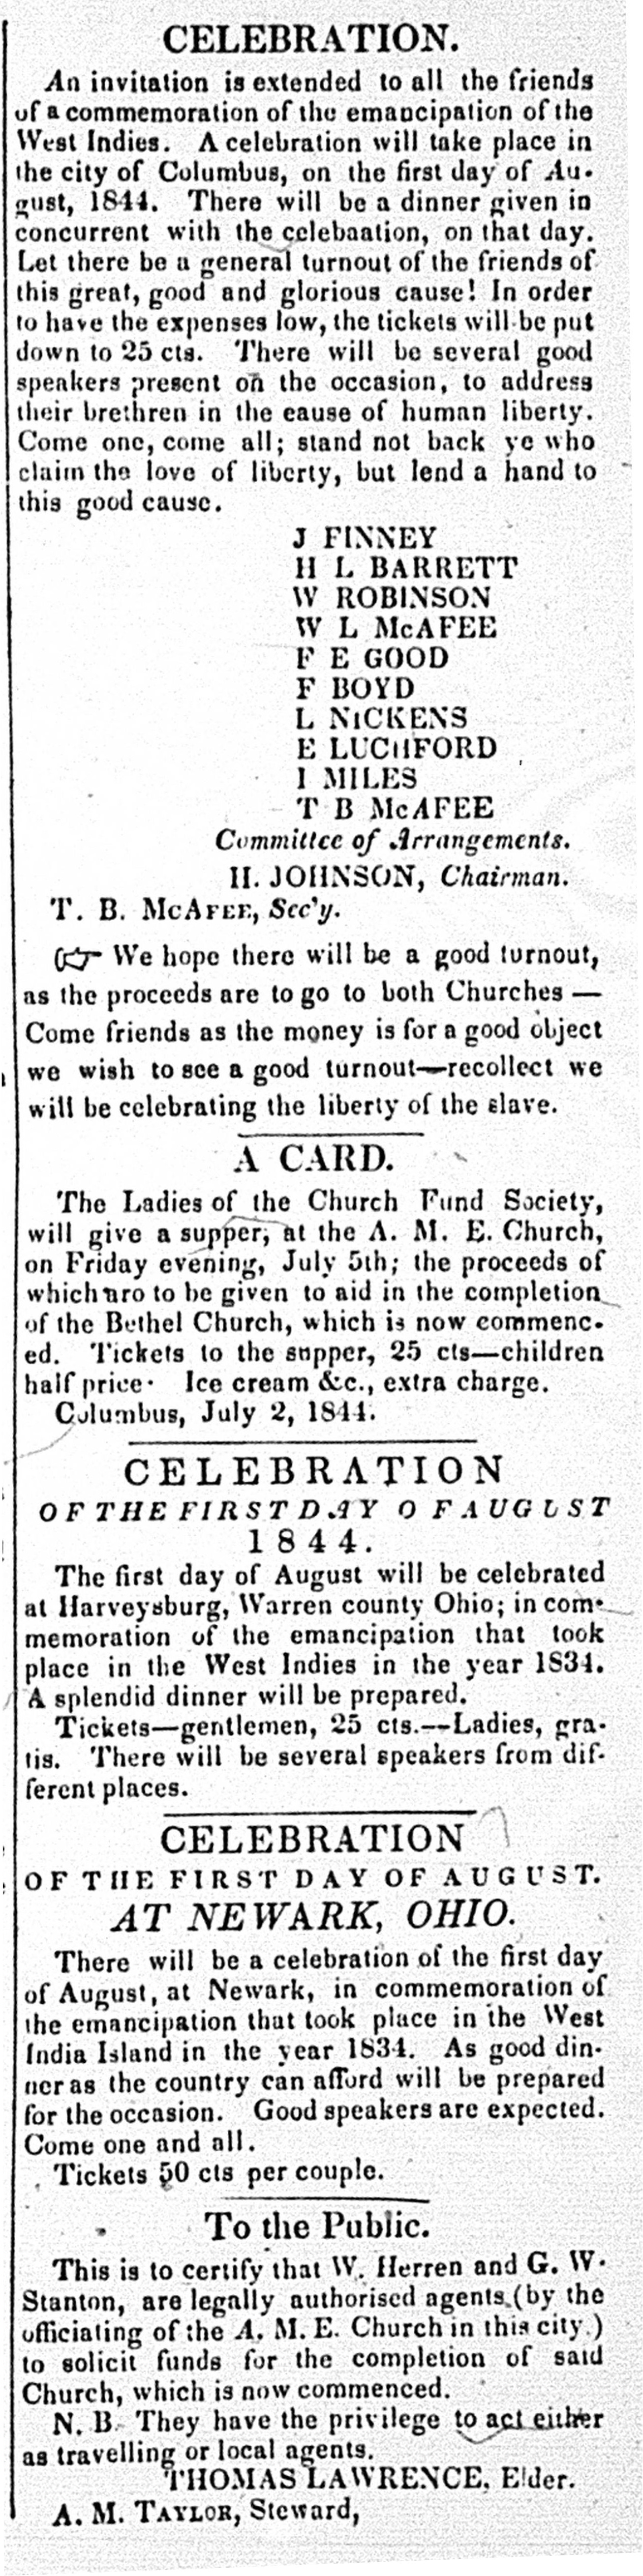 CELEBRATION.
An invitation is extended to all the friends
of a commemoration of the emancipation of the
West Indies. A celebration will take place in
the city of Columbus, on the first day of Au-
gust, 1844. There will be a dinner given in
concurrent with the celebaation, on that day.
Let there be a general turnout of the friends of
this great, good and glorious cause! In order
to have the expenses low, the tickets will be put
down to 25 cts. There will be several good
speakers present on the occasion, to address
their brethren in the cause of human liberty.
Come one, come all; stand not back ye who
claim the love of liberty, but lend a hand to
this good cause.
J FINNEY
H L BARRETT
W ROBINSON
W L McAFEE
F E GOOD
F BOYD
L NiCKENS
E LUCHFORD
I MILES
T B McAFEE
Committee of Arrangements.
H. JOHNSON, Chairman.
T. B. McAfee, Sec'y.
☞ We hope there will be a good turnout,
as the proceeds are to go to both Churches —
Come friends as the money is for a good object
we wish to see a good turnout—recollect we
will be celebrating the liberty of the slave.
A CARD.
The Ladies of the Church Fund Society,
will give a supper, at the A. M. E. Church,
on Friday evening, July 5th; the proceeds of
which are to be given to aid in the completion
of the Bethel Church, which is now commenc-
ed. Tickets to the supper, 25 cts—children
half price. Ice cream &c., extra charge.
Columbus, July 2, 1844.
CELEBRATION
OF THE FIRST DAY OF AUGUST
1844.
The first day of August will be celebrated
at Harveysburg, Warren county Ohio; in com-
memoration of the emancipation that took
place in the West Indies in the year 1834.
A splendid dinner will be prepared.
Tickets—gentlemen, 25 cts.—Ladies, gra-
tis. There will be several speakers from dif-
ferent places.
CELEBRATION
OF THE FIRST DAY OF AUGUST.
AT NEWARK, OHIO.
There will be a celebration of the first day
of August, at Newark, in commemoration of
the emancipation that took place in the West
India Island in the year 1834. As good din-
ner as the country can afford will be prepared
for the occasion. Good speakers are expected.
Come one and all.
Tickets 50 cts per couple.
To the Public.
This is to certify that W. Herren and G. W.
Stanton, are legally authorised agents (by the
officiating of the A. M. E. Church in this city.)
to solicit funds for the completion of said
Church, which is now commenced.
N. B. They have the privilege to act either
as travelling or local agents.
THOMAS LAWRENCE, Elder.
A. M. Taylor, Steward,